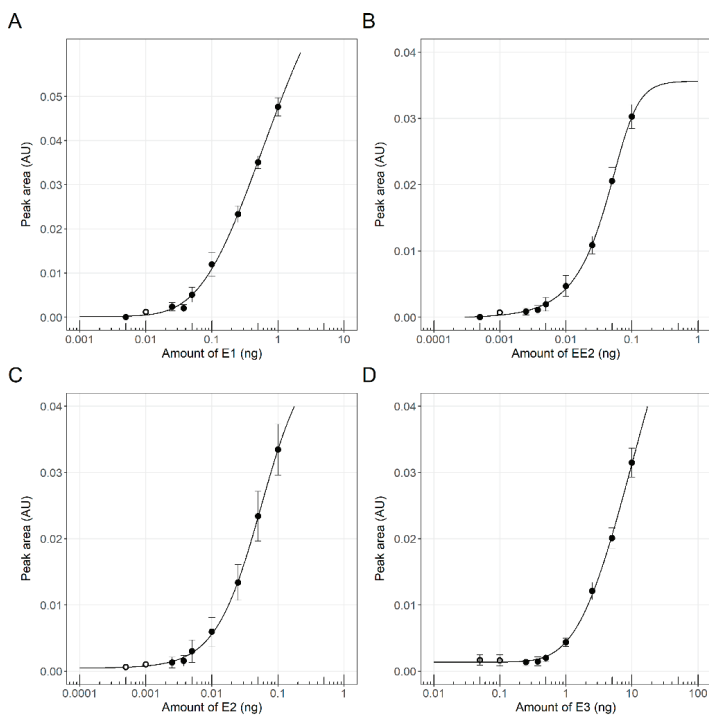 A
Peak area (AU)
0.05
0.04
0.03
0.02
0.01
0.00
0.001 0.01 0.1 1 10
Amount of E1 (ng)
B
Peak area (AU)
0.04
0.03
0.02
0.01
0.00
0.0001 0.001 0.01 0.1 1
Amount of EE2 (ng)
C
Peak area (AU)
0.04
0.03
0.02
0.01
0.00
0.0001 0.001 0.01 0.1 1
Amount of E2 (ng)
D
Peak area (AU)
0.04
0.03
0.02
0.01
0.00
0.01 0.1 1 10 100
Amount of E3 (ng)